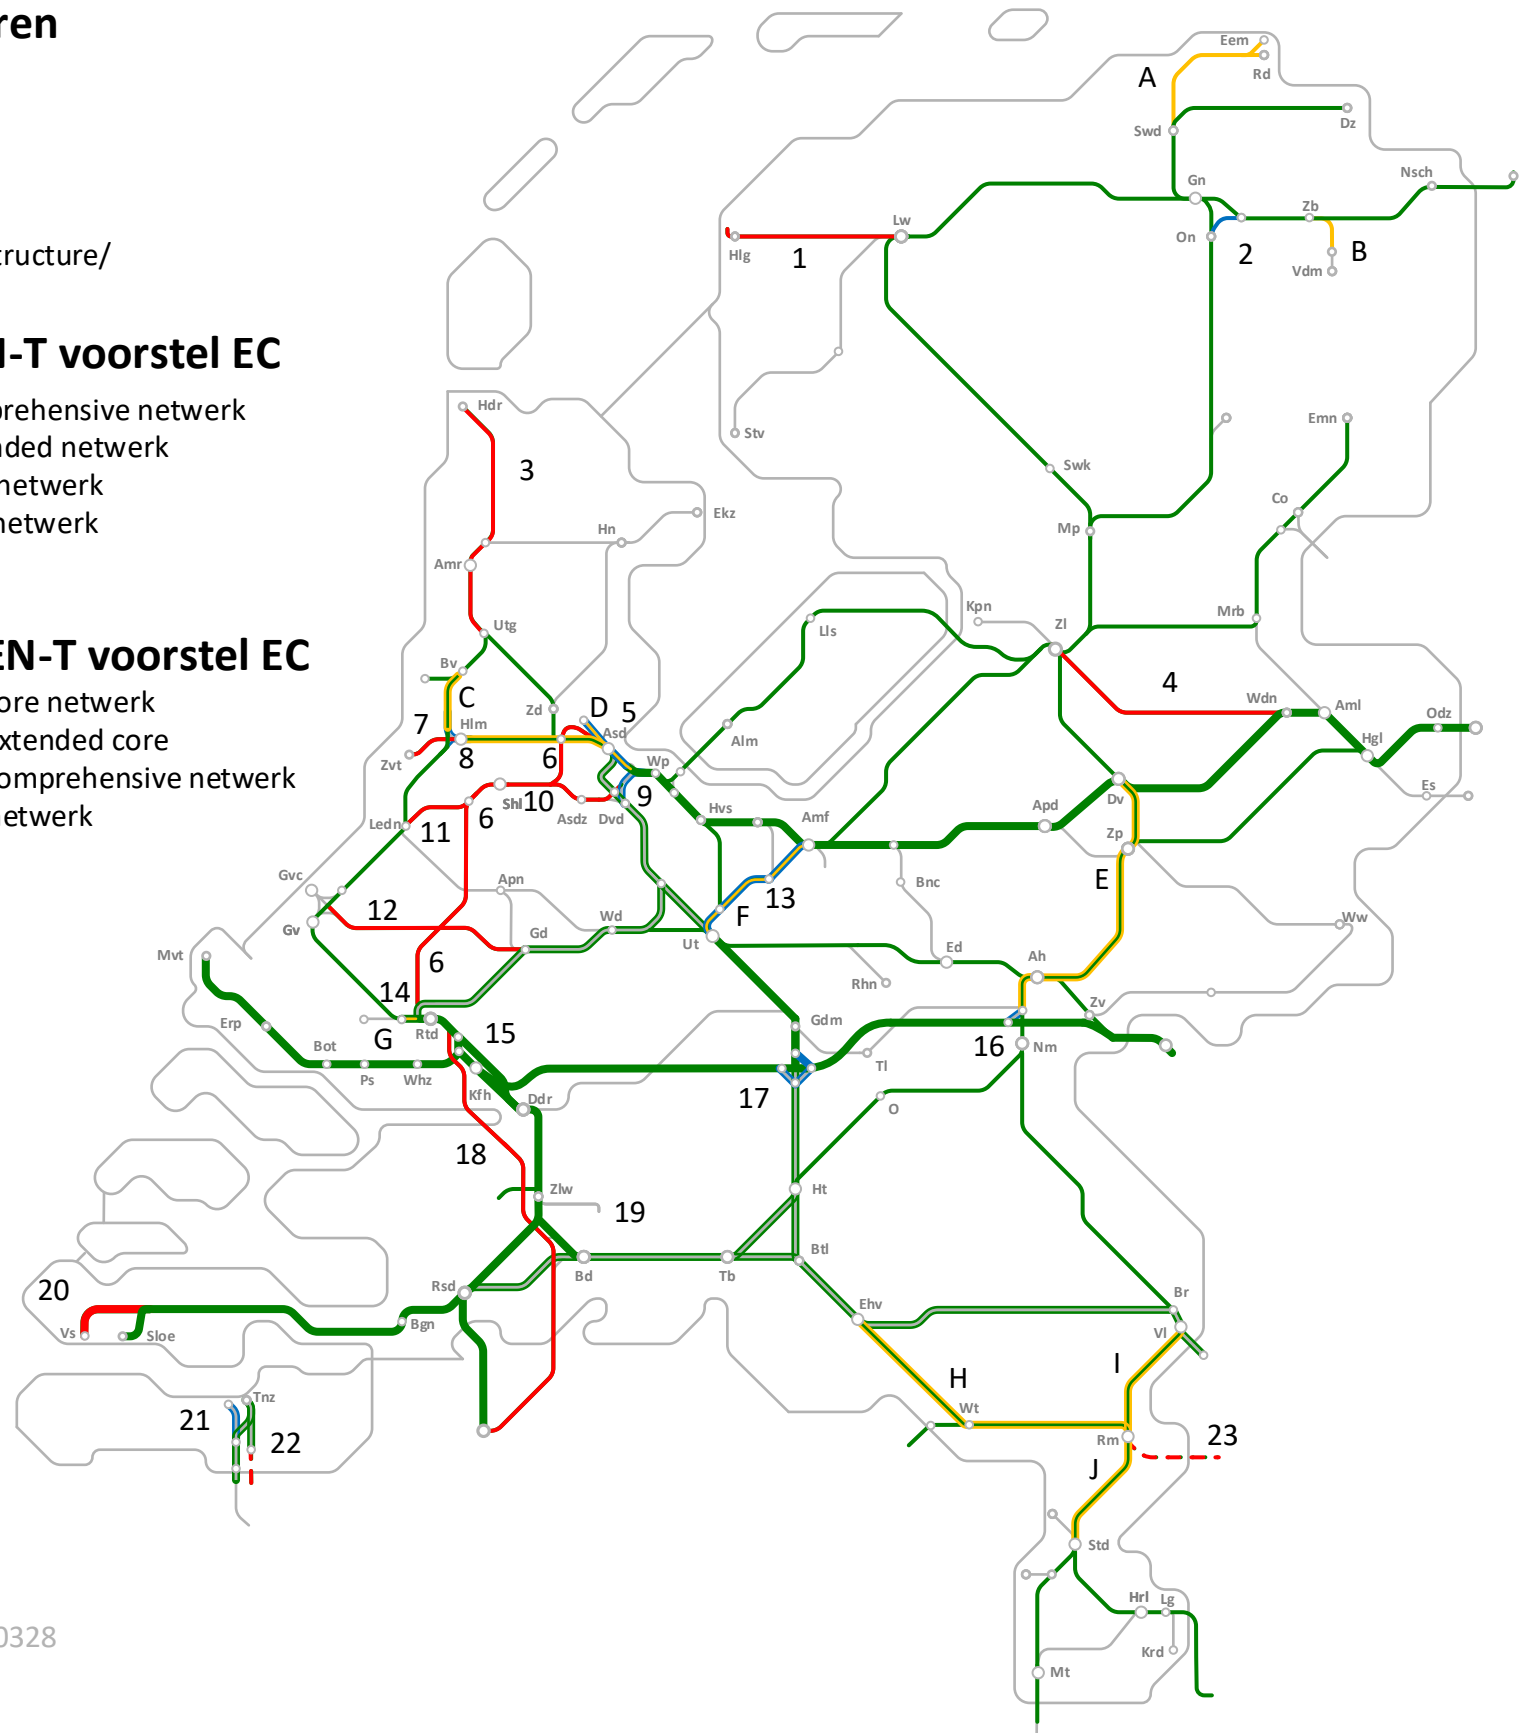 ren
tructure/
N-T voorstel EC
prehensive netwerk
nded netwerk
netwerk
netwerk
EN-T voorstel EC
ore netwerk
xtended core
omprehensive netwerk
netwerk
0328
Eem
Rd
A
Swd
Dz
Nsch
Gn
Zb
Lw
On
2
B
Hlg
1
Vdm
Hdr
Stv
Emn
3
Swk
Co
Hn
Ekz
Mp
Amr
Kpn
Mrb
Utg
Lls
Zl
Bv
C
4
Wdn
Aml
Odz
Zd
D
5
7
Hlm
Asd
Alm
Hgl
Zvt
8
6
Wp
Shl
10
9
Dv
Es
Ledn
11
6
Asdz
Dvd
Hvs
Amf
Apd
Zp
Gvc
Apn
Bnc
E
13
12
Wd
F
Gv
Gd
Ut
Ww
Mvt
6
Ed
Ah
Rhn
14
Zv
Erp
G
Rtd
15
Gdm
16
Nm
Bot
Ps
Whz
Tl
Kfh
Ddr
17
O
18
Zlw
19
Ht
Btl
20
Rsd
Bd
Tb
Br
Vs
Sloe
Bgn
Ehv
Vl
I
H
Tnz
Wt
21
22
Rm
23
J
Std
Hrl
Lg
Krd
Mt